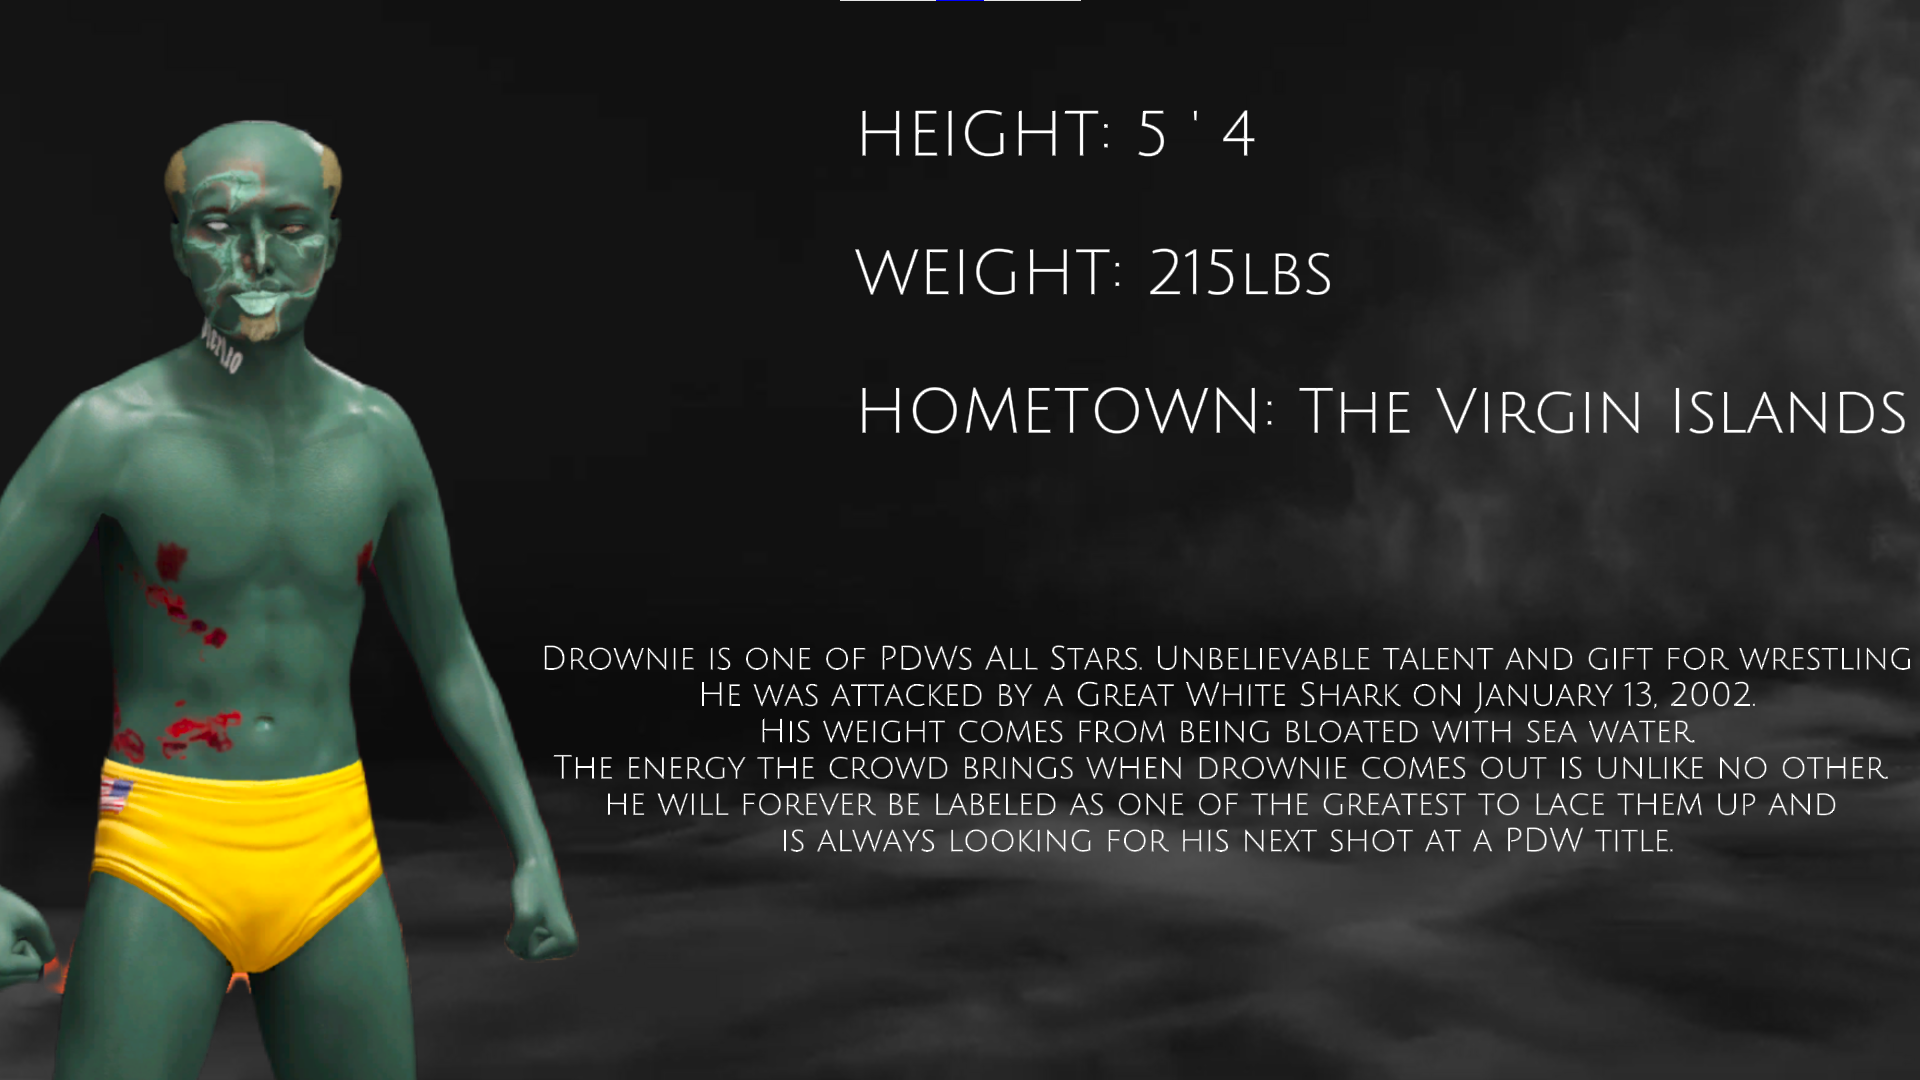 HEIGHT: 5 ' 4
WEIGHT: 215LBS
HOMETOWN: THE VIRGIN ISLANDS
DROWNIE IS ONE OF PDWS ALL STARS. UNBELIEVABLE TALENT AND GIFT FOR WRESTLING
HE WAS ATTACKED BY A GREAT WHITE SHARK ON JANUARY 13, 2002.
HIS WEIGHT COMES FROM BEING BLOATED WITH SEA WATER.
THE ENERGY THE CROWD BRINGS WHEN DROWNIE COMES OUT IS UNLIKE NO OTHER.
HE WILL FOREVER BE LABELED AS ONE OF THE GREATEST TO LACE THEM UP AND
IS ALWAYS LOOKING FOR HIS NEXT SHOT AT A PDW TITLE.